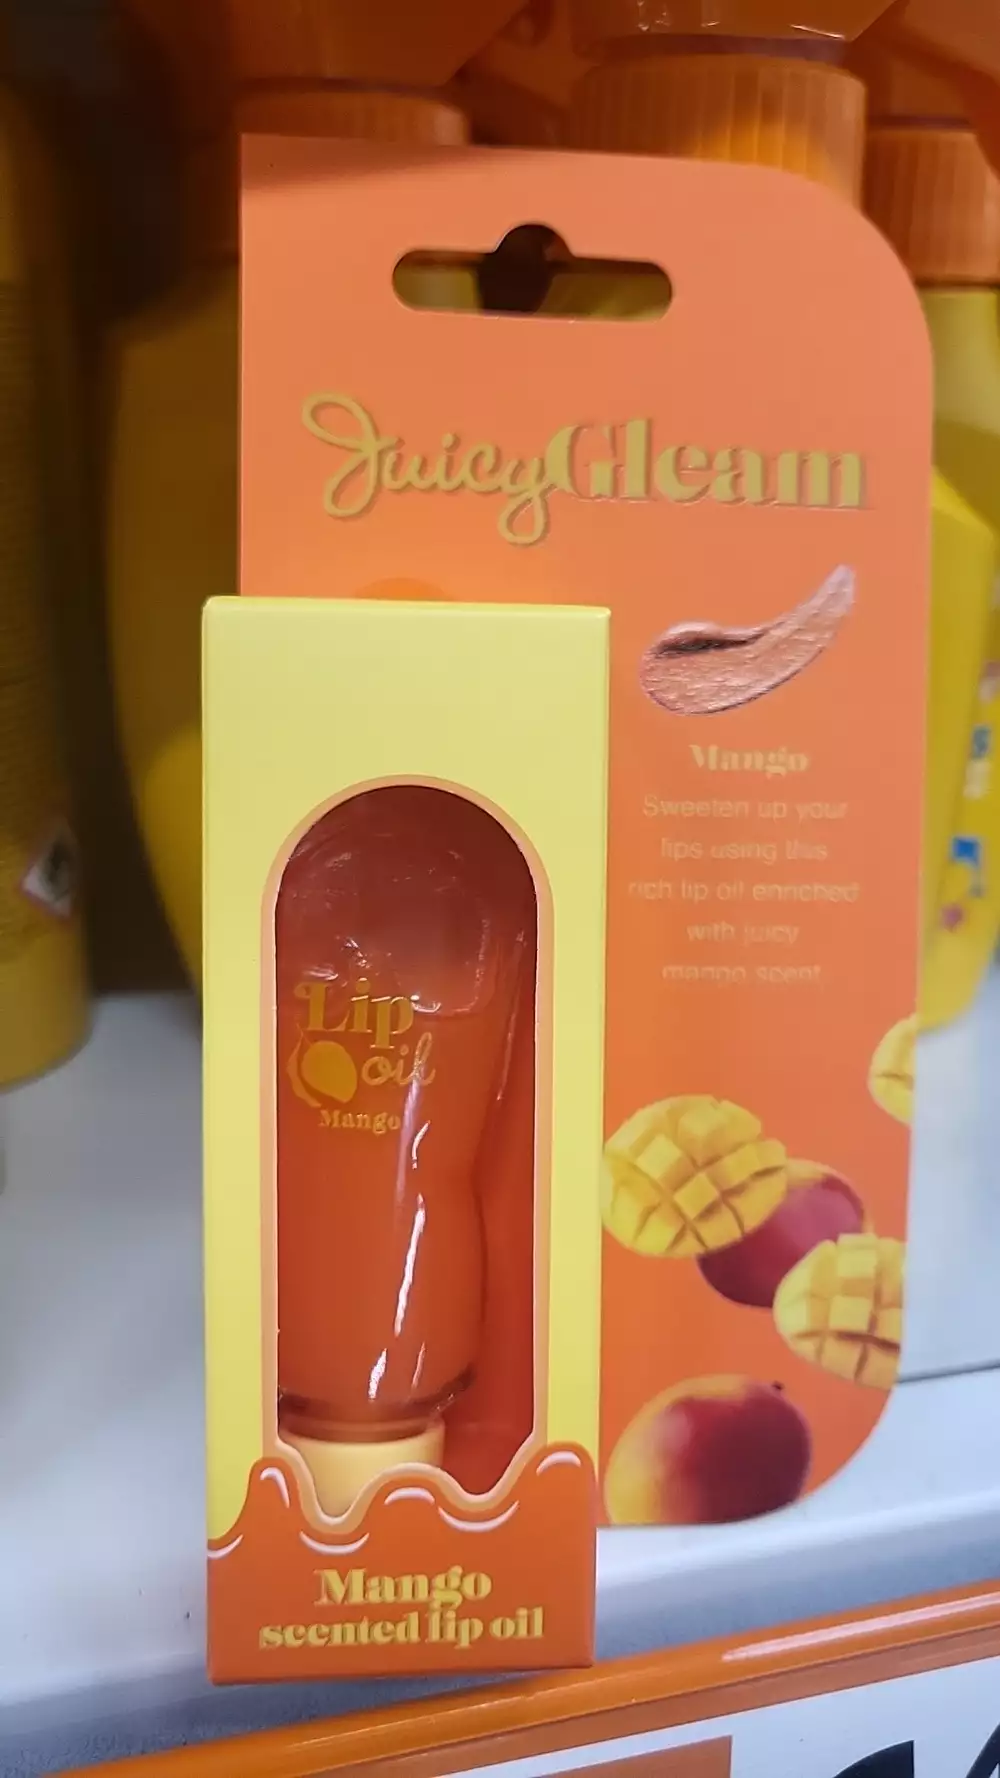 JuicyGleam
Mango
Sweeten up your
lips using this
rich lip oil enriched
with juicy
mango scent
Lip
oil
Mango
Mango
scented lip oil